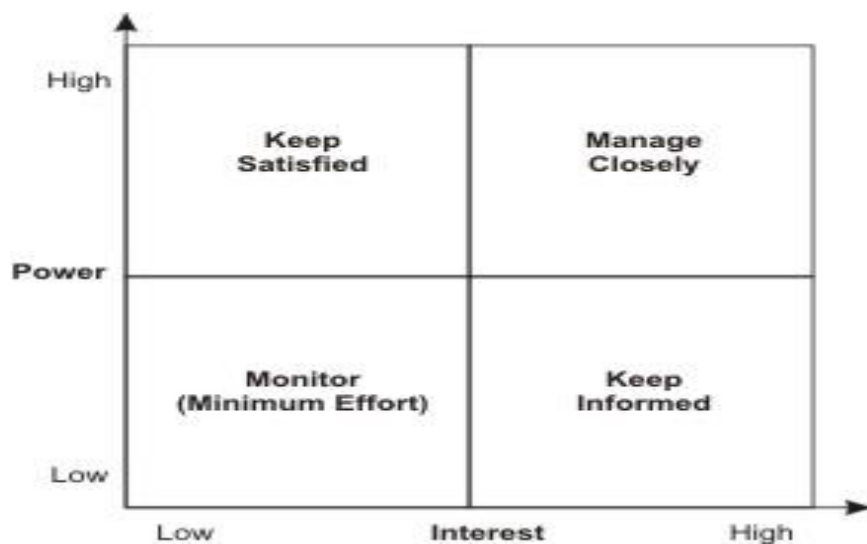 High
Keep
Satisfied
Manage
Closely
Power
Monitor
(Minimum Effort)
Keep
Informed
Low
Low
Interest
High